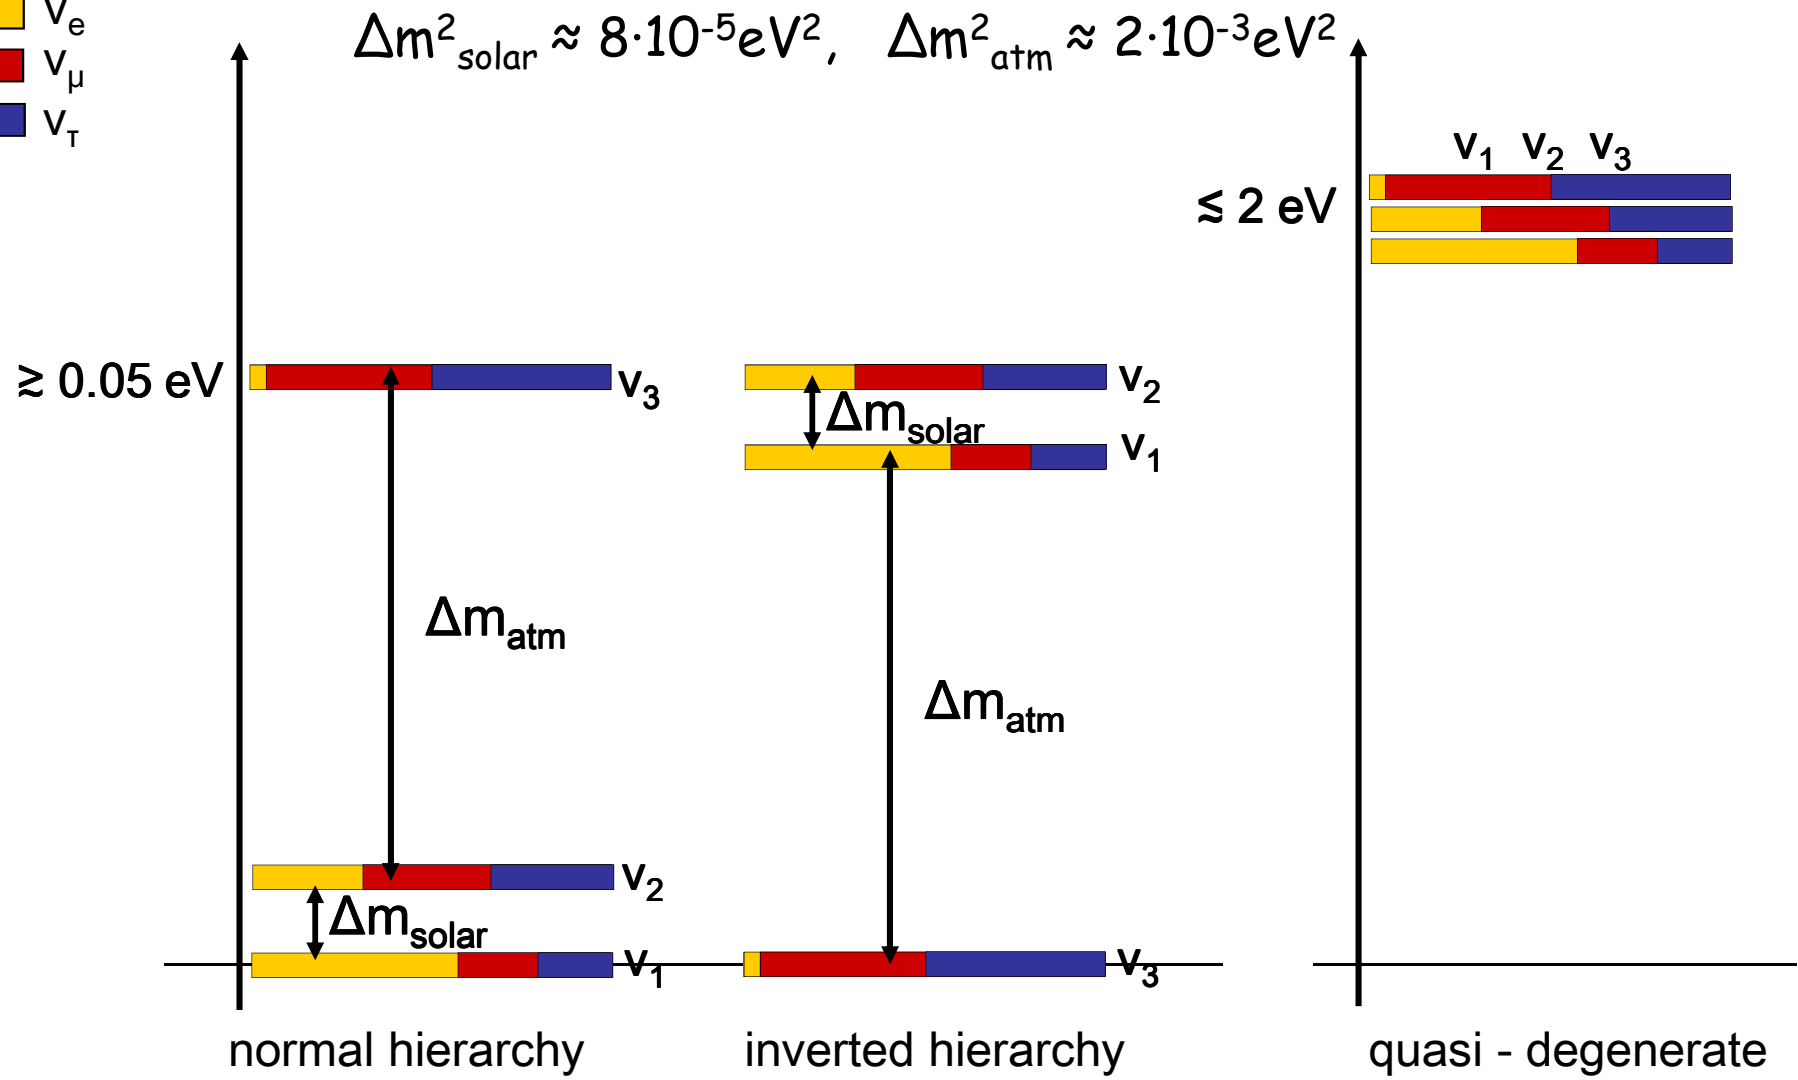 νe
Δm²solar ≈ 8·10⁻⁵eV², Δm²atm ≈ 2·10⁻³eV²
νμ
ντ
ν1 ν2 ν3
≲ 2 eV
≳ 0.05 eV
ν3
ν2
Δmsolar
ν1
Δmatm
Δmatm
ν2
Δmsolar
ν1
ν3
normal hierarchy
inverted hierarchy
quasi - degenerate